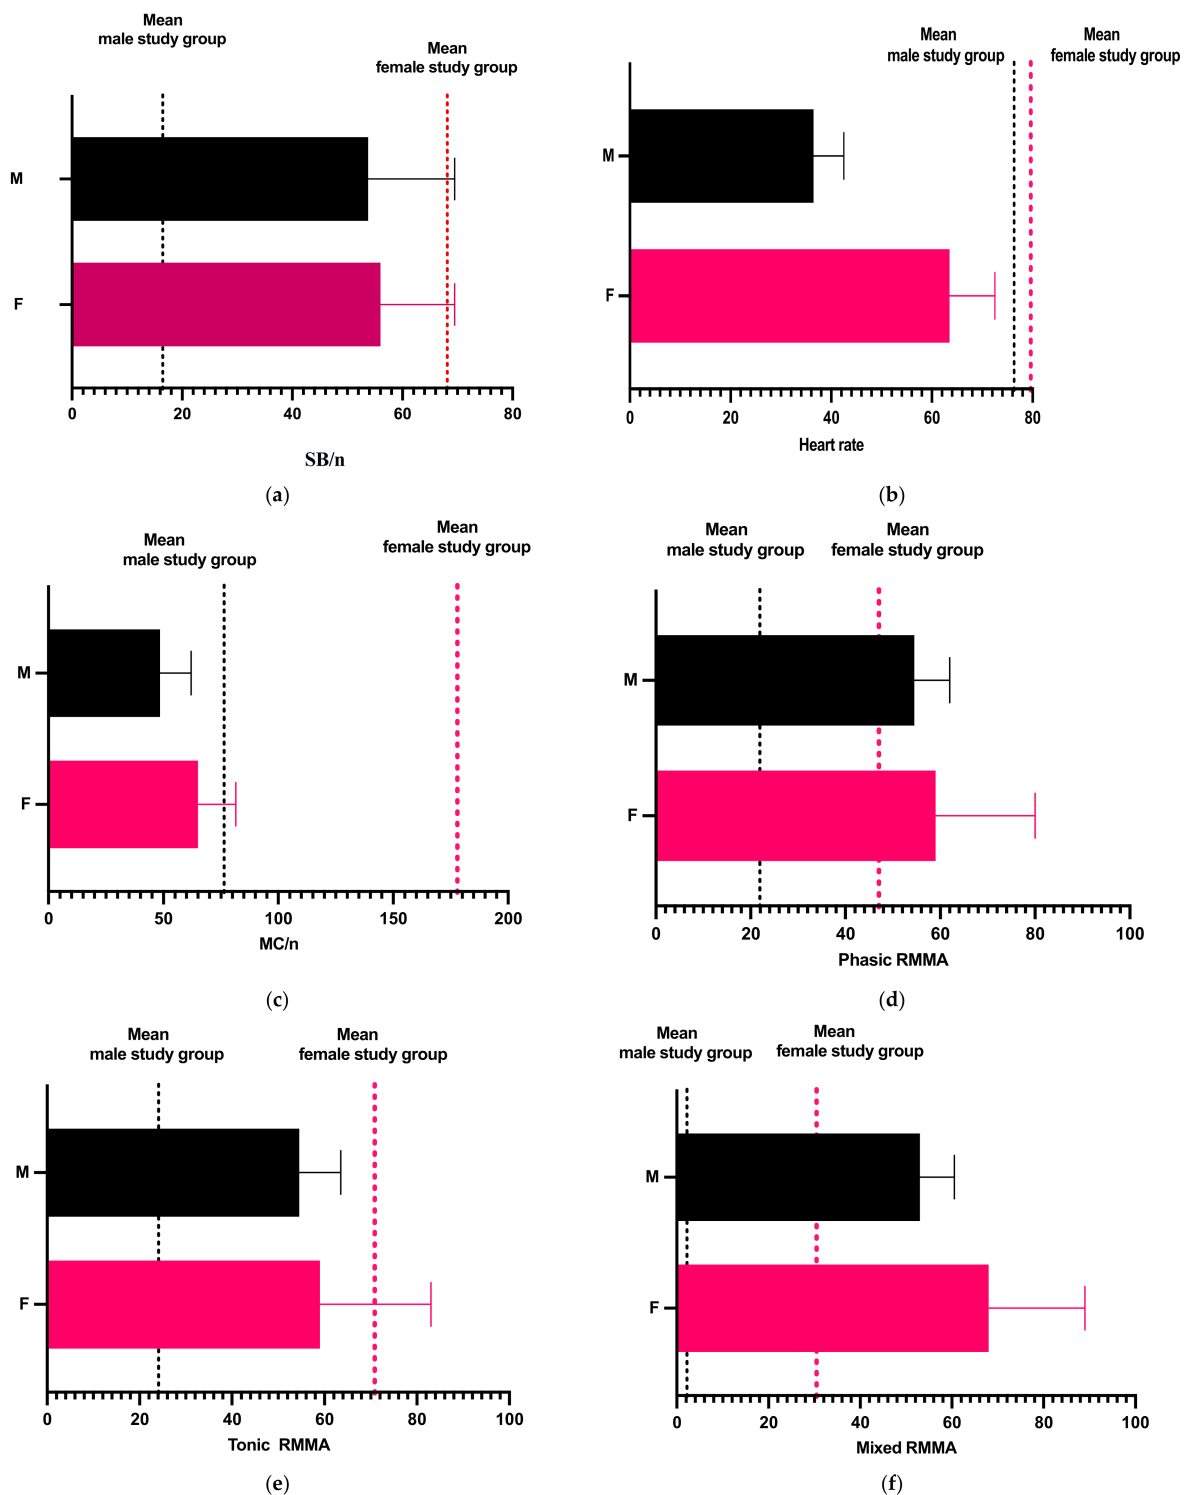 Mean
male study group
Mean
female study group
M
F
0 20 40 60 80
SB/n
(a)
Mean
male study group
Mean
female study group
M
F
0 20 40 60 80
Heart rate
(b)
Mean
male study group
Mean
female study group
M
F
0 50 100 150 200
MC/n
(c)
Mean
male study group
Mean
female study group
M
F
0 20 40 60 80 100
Phasic RMMA
(d)
Mean
male study group
Mean
female study group
M
F
0 20 40 60 80 100
Tonic RMMA
(e)
Mean
male study group
Mean
female study group
M
F
0 20 40 60 80 100
Mixed RMMA
(f)